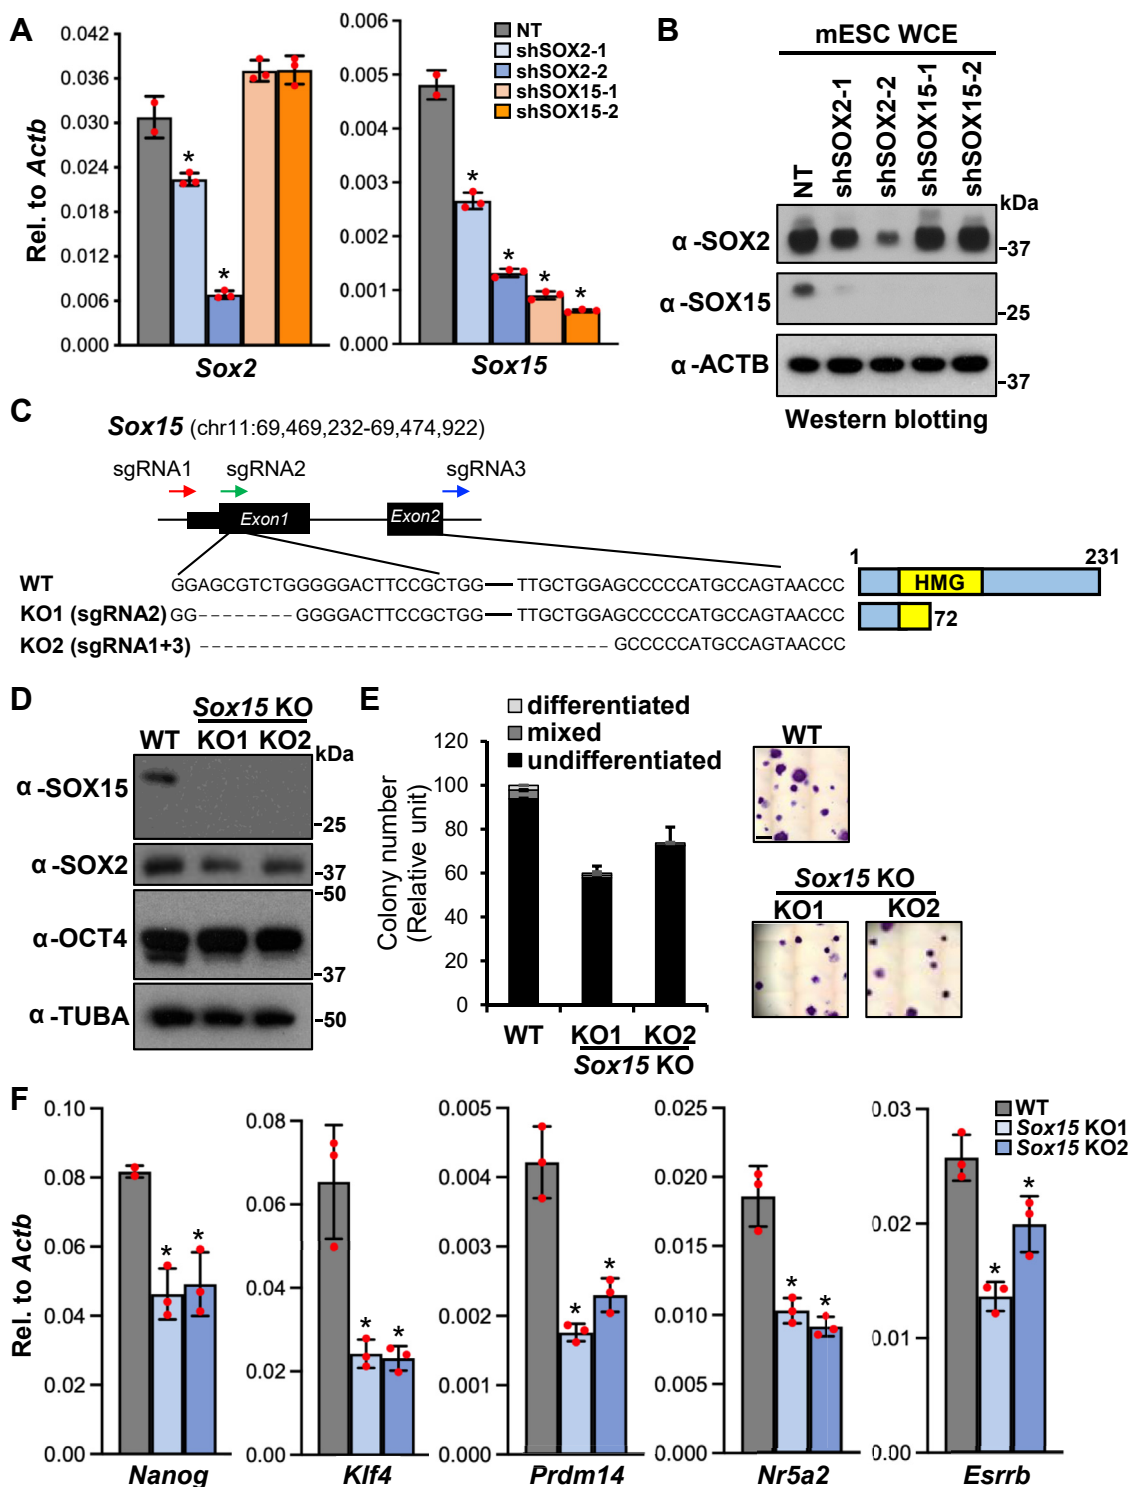 A
Rel. to Actb
0.042
0.036
0.030
0.024
0.018
0.012
0.006
0.000
*
*
Sox2
0.006
0.005
0.004
0.003
0.002
0.001
0.000
*
*
*
*
Sox15
NT
shSOX2-1
shSOX2-2
shSOX15-1
shSOX15-2
B
mESC WCE
NT
shSOX2-1
shSOX2-2
shSOX15-1
shSOX15-2
kDa
α-SOX2
-37
α-SOX15
-25
α-ACTB
-37
Western blotting
C
Sox15 (chr11:69,469,232-69,474,922)
sgRNA1
sgRNA2
sgRNA3
Exon1
Exon2
WT GGAGCGTCTGGGGGACTTCCGCTGG — TTGCTGGAGCCCCCATGCCAGTAACCC
KO1 (sgRNA2) GG--------GGGGACTTCCGCTGG — TTGCTGGAGCCCCCATGCCAGTAACCC
KO2 (sgRNA1+3) --------------------------------- GCCCCCATGCCAGTAACCC
1 231
HMG
72
D
Sox15 KO
WT KO1 KO2
kDa
α-SOX15
-25
α-SOX2
-37
-50
α-OCT4
-37
α-TUBA
-50
E
differentiated
mixed
undifferentiated
Colony number
(Relative unit)
120
100
80
60
40
20
0
WT KO1 KO2
Sox15 KO
WT
Sox15 KO
KO1 KO2
F
Rel. to Actb
0.10
0.08
0.06
0.04
0.02
0.00
* *
Nanog
0.08
0.06
0.04
0.02
0.00
* *
Klf4
0.005
0.004
0.003
0.002
0.001
0.000
* *
Prdm14
0.025
0.020
0.015
0.010
0.005
0.000
* *
Nr5a2
0.03
0.02
0.01
0.00
* *
Esrrb
WT
Sox15 KO1
Sox15 KO2